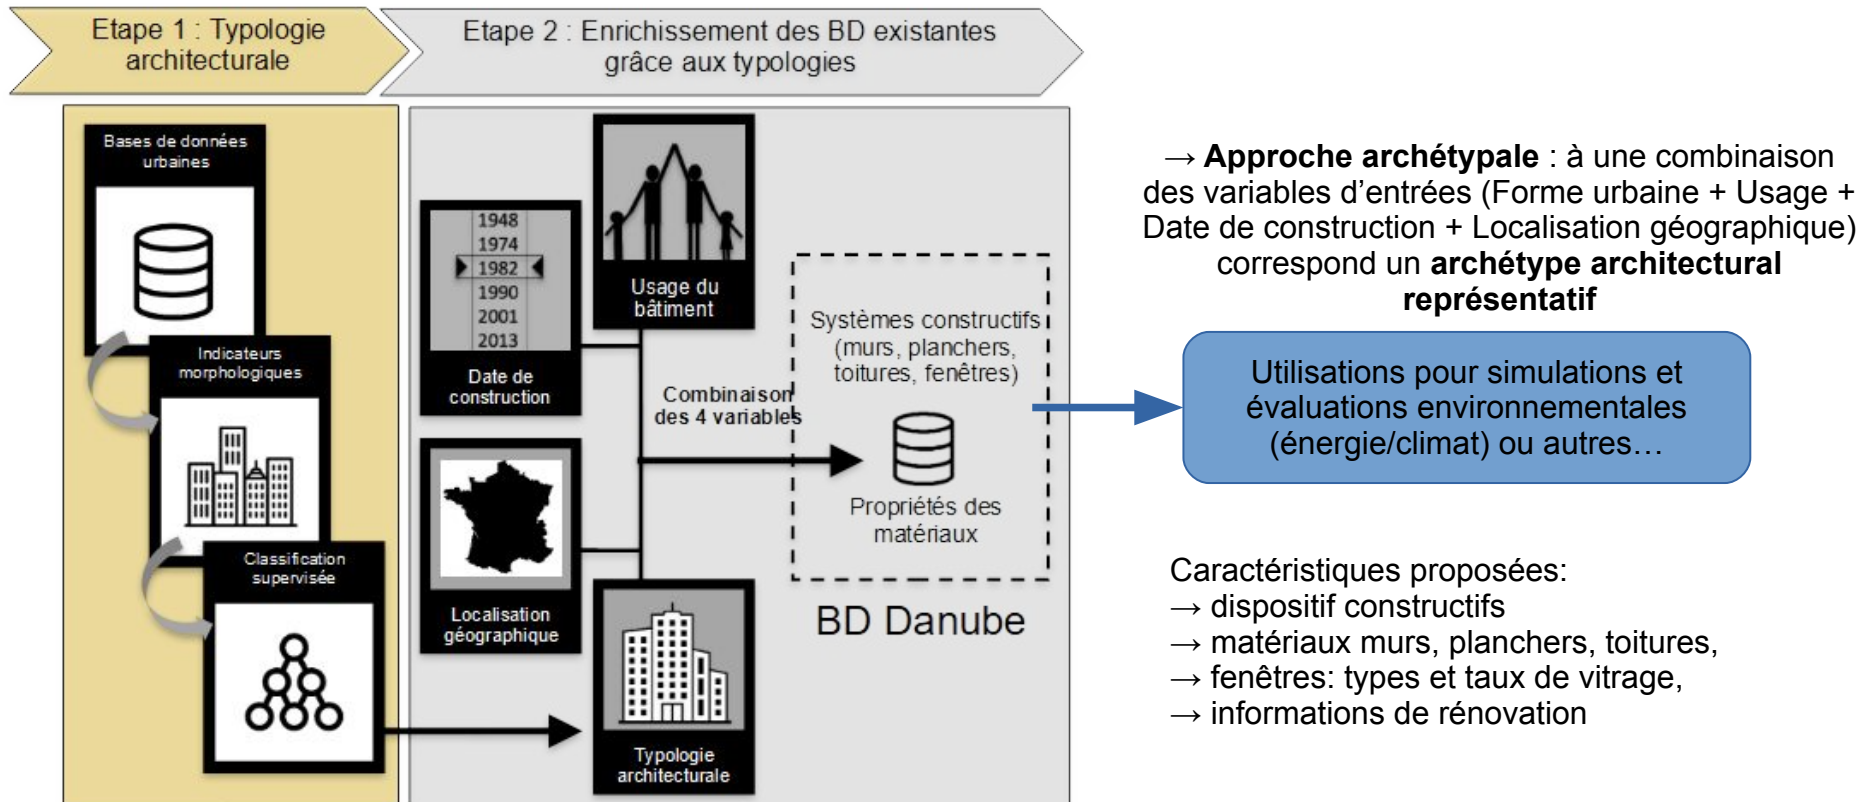 Etape 1 : Typologie
architecturale
Etape 2 : Enrichissement des BD existantes
grâce aux typologies
Bases de données
urbaines
Indicateurs
morphologiques
Classification
supervisée
1948
1974
1982
1990
2001
2013
Date de
construction
Usage du
bâtiment
Localisation
géographique
Typologie
architecturale
Combinaison
des 4 variables
Systèmes constructifs
(murs, planchers,
toitures, fenêtres)
Propriétés des
matériaux
BD Danube
→ Approche archétypale : à une combinaison
des variables d’entrées (Forme urbaine + Usage +
Date de construction + Localisation géographique)
correspond un archétype architectural
représentatif
Utilisations pour simulations et
évaluations environnementales
(énergie/climat) ou autres…
Caractéristiques proposées:
→ dispositif constructifs
→ matériaux murs, planchers, toitures,
→ fenêtres: types et taux de vitrage,
→ informations de rénovation